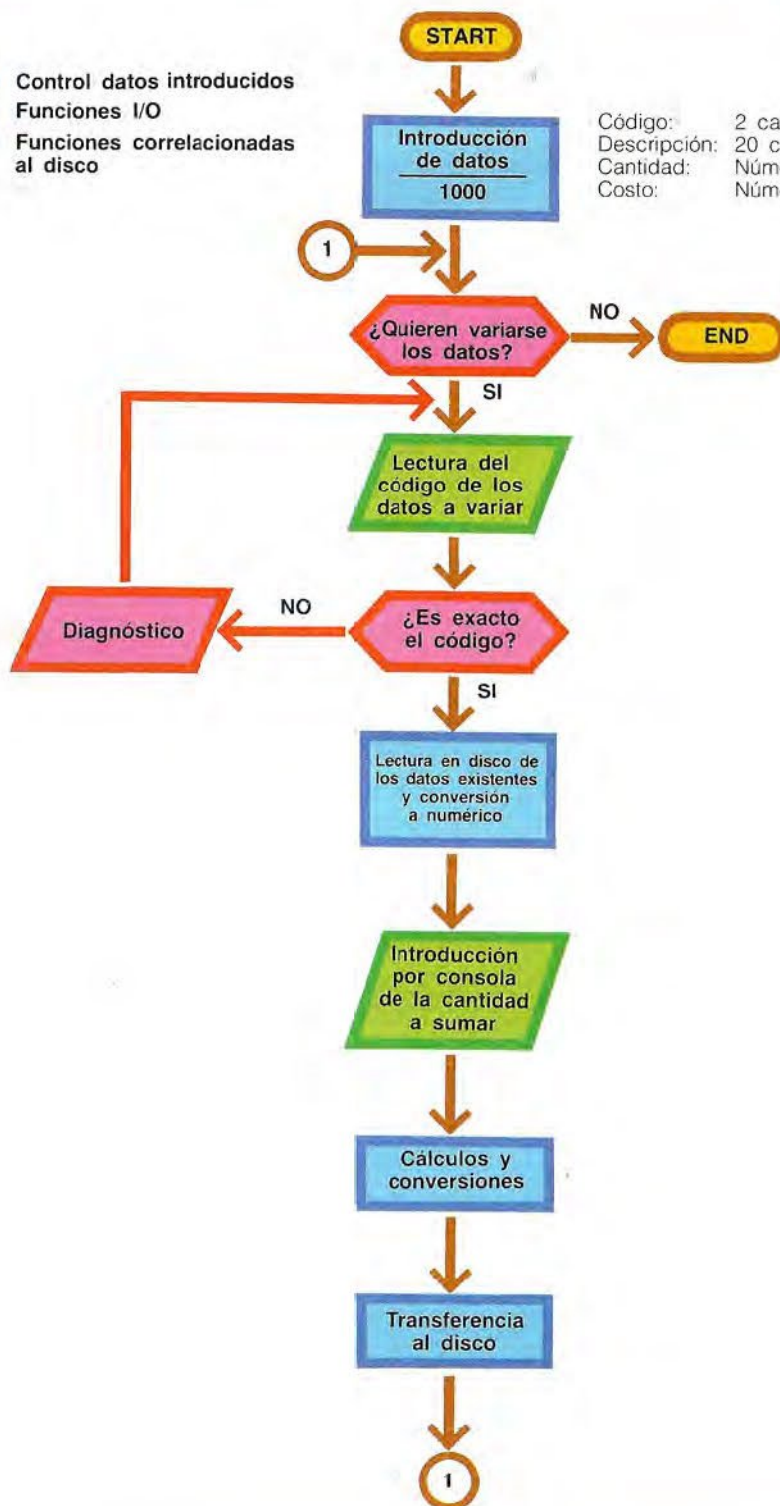 START
Control datos introducidos
Funciones I/O
Funciones correlacionadas
al disco
Introducción
de datos
1000
Código: 2
Descripción: 20
Cantidad:
Costo:
1
¿Quieren variarse
los datos?
NO
END
SI
Lectura del
código de los
datos a variar
Diagnóstico
NO
¿Es exacto
el código?
SI
Lectura en disco de
los datos existentes
y conversión
a numérico
Introducción
por consola
de la cantidad
a sumar
Cálculos y
conversiones
Transferencia
al disco
1